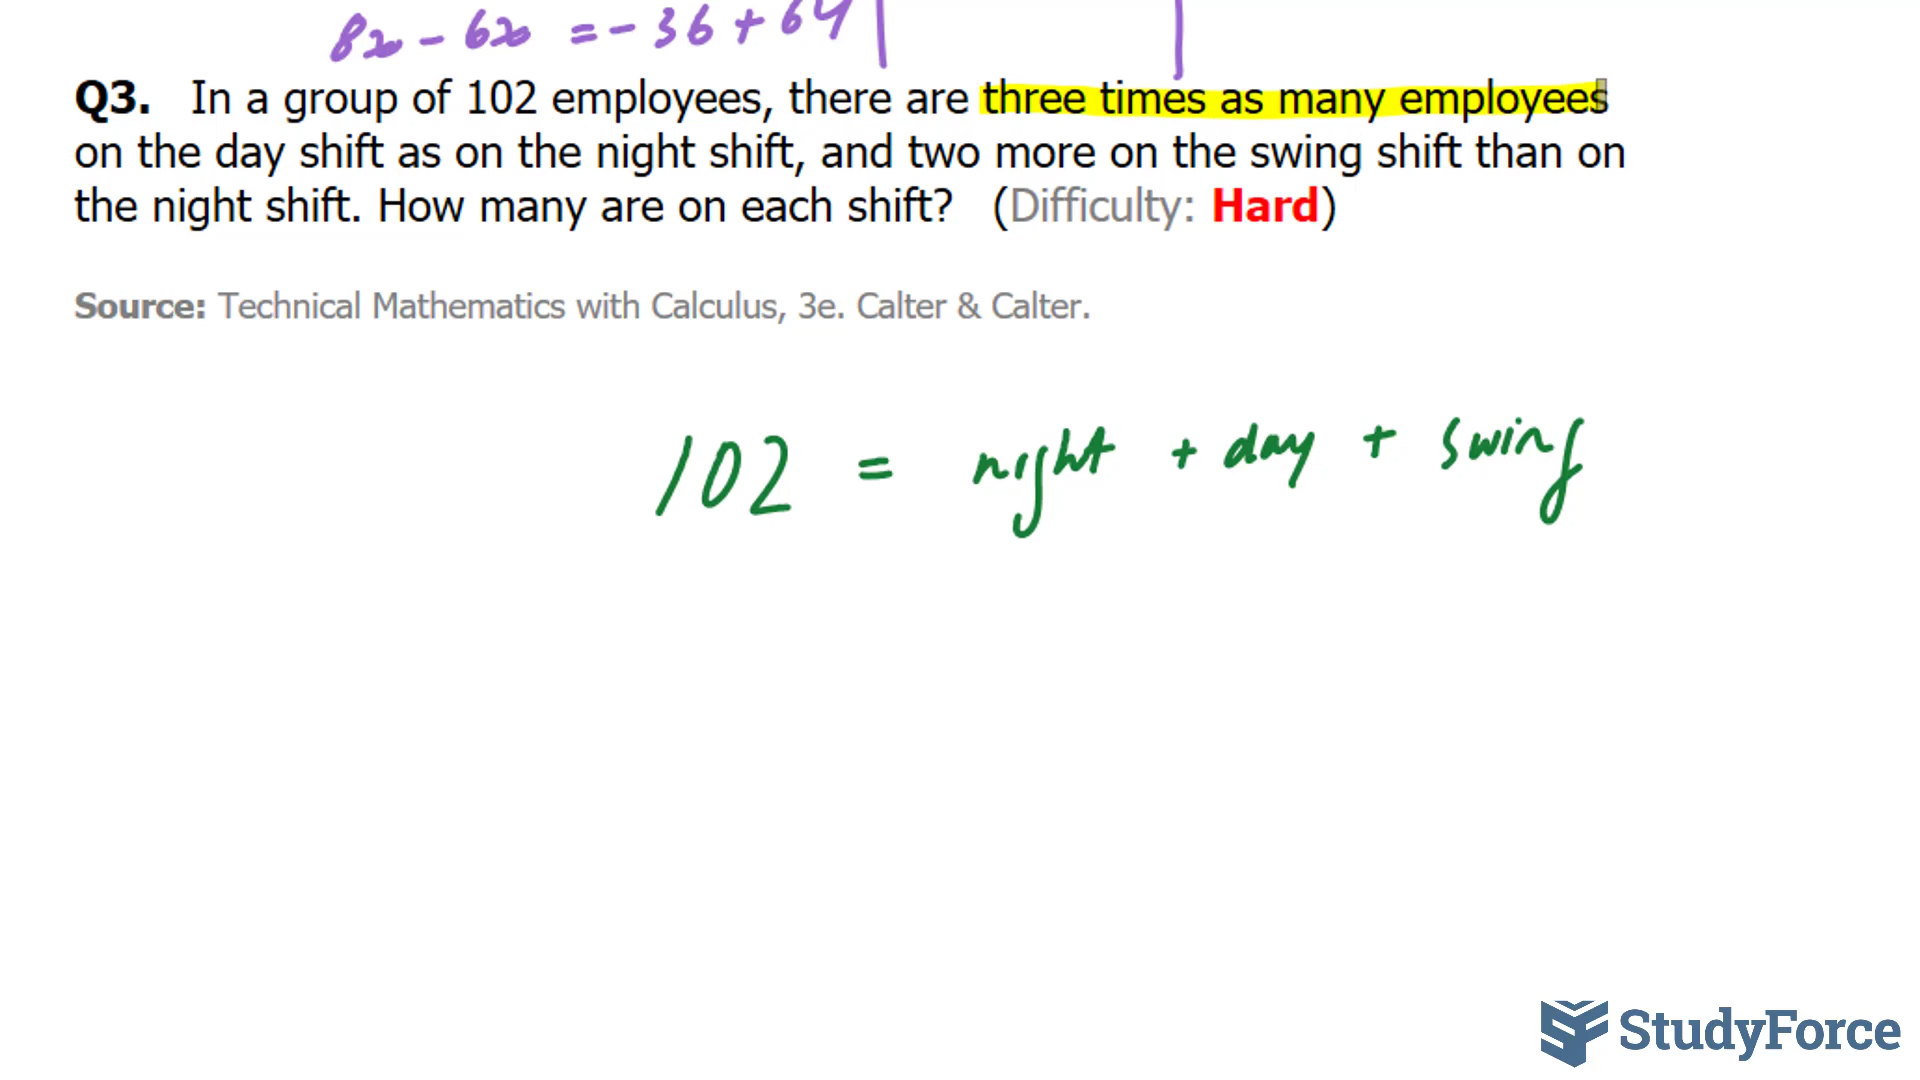 8x - 6x = - 36 + 64
Q3. In a group of 102 employees, there are three times as many employees
on the day shift as on the night shift, and two more on the swing shift than on
the night shift. How many are on each shift? (Difficulty: Hard)
Source: Technical Mathematics with Calculus, 3e. Calter & Calter.
102 = night + day + swing
StudyForce